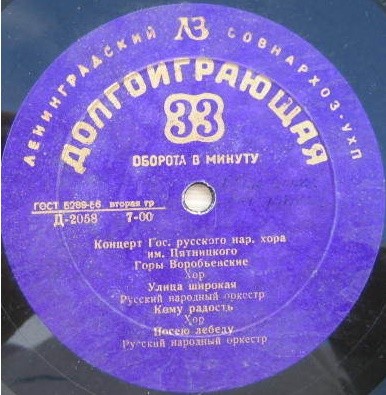 ЛЕНИНГРАДСКИЙ ЛЗ СОВНАРХОЗ-УХП
ДОЛГОИГРАЮЩАЯ
33
ОБОРОТА В МИНУТУ
ГОСТ 5289-56 вторая гр
Д-2058 7-00
Концерт Гос. русского нар. хора
им. Пятницкого
Горы Воробьевские
Хор
Улица широкая
Русский народный оркестр
Кому радость
Хор
Посею лебеду
Русский народный оркестр